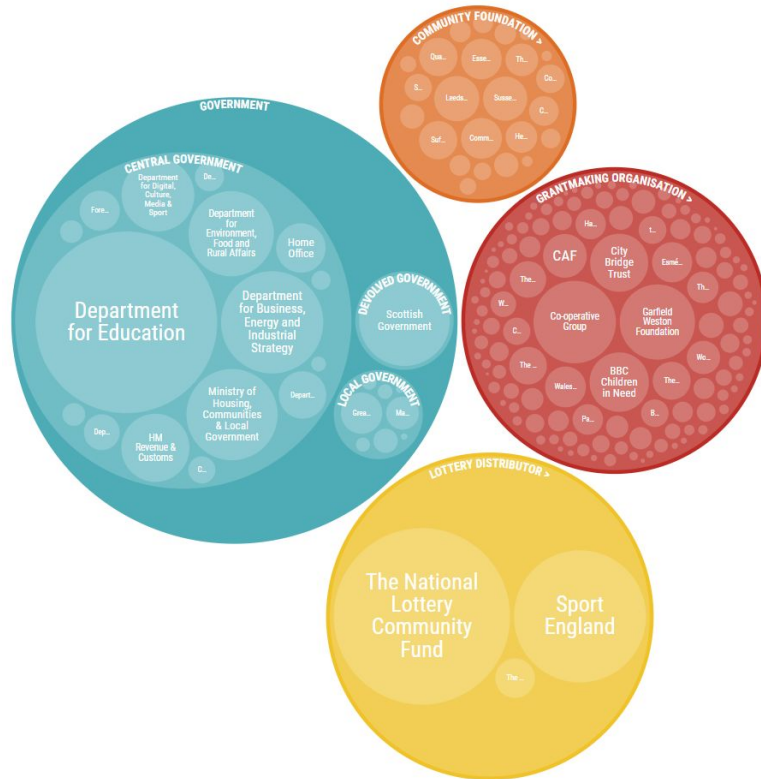 GOVERNMENT
CENTRAL GOVERNMENT
Department
for Digital,
Culture,
Media &
Sport
De...
Fore...
Department
for
Environment,
Food and
Rural Affairs
Home
Office
Department
for Education
Department
for Business,
Energy and
Industrial
Strategy
Ministry of
Housing,
Communities
& Local
Government
Depart...
Dep...
HM
Revenue &
Customs
C...
DEVOLVED GOVERNMENT
Scottish
Government
LOCAL GOVERNMENT
Grea...
Ma...
COMMUNITY FOUNDATION >
Qua...
Esse...
Th...
Co...
S...
Leeds...
Susse...
C...
Suf...
Comm...
He...
GRANTMAKING ORGANISATION >
Ha...
t...
CAF
City
Bridge
Trust
Esmé...
The...
Th...
W...
Co-operative
Group
Garfield
Weston
Foundation
C...
The ...
Wales...
BBC
Children
in Need
The...
We...
Pa...
B...
LOTTERY DISTRIBUTOR >
The National
Lottery
Community
Fund
Sport
England
The ...